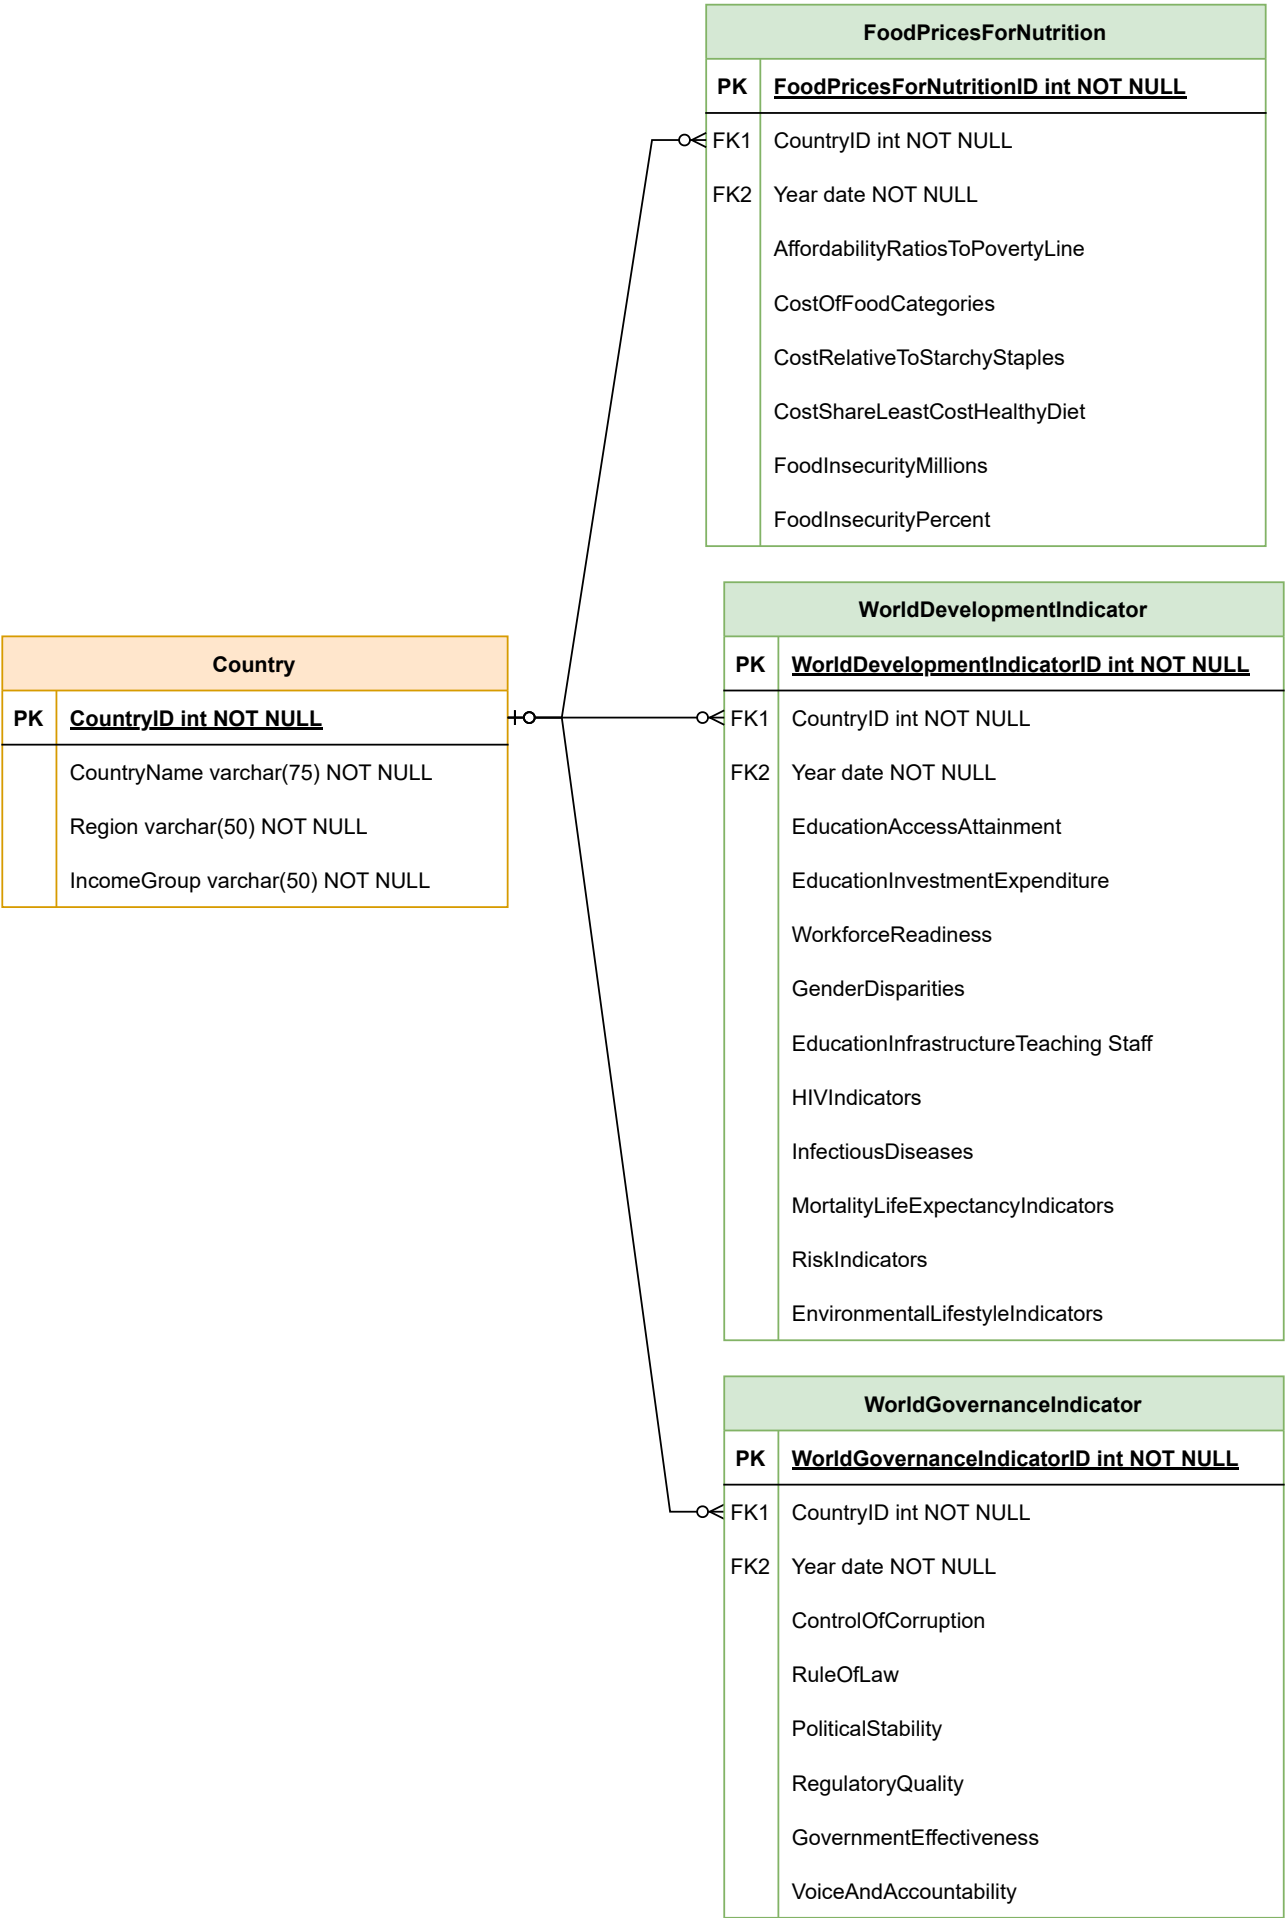 FoodPricesForNutrition
PK FoodPricesForNutritionID int NOT NULL
FK1 CountryID int NOT NULL
FK2 Year date NOT NULL
AffordabilityRatiosToPovertyLine
CostOfFoodCategories
CostRelativeToStarchyStaples
CostShareLeastCostHealthyDiet
FoodInsecurityMillions
FoodInsecurityPercent
Country
PK CountryID int NOT NULL
CountryName varchar(75) NOT NULL
Region varchar(50) NOT NULL
IncomeGroup varchar(50) NOT NULL
WorldDevelopmentIndicator
PK WorldDevelopmentIndicatorID int NOT NULL
FK1 CountryID int NOT NULL
FK2 Year date NOT NULL
EducationAccessAttainment
EducationInvestmentExpenditure
WorkforceReadiness
GenderDisparities
EducationInfrastructureTeaching Staff
HIVIndicators
InfectiousDiseases
MortalityLifeExpectancyIndicators
RiskIndicators
EnvironmentalLifestyleIndicators
WorldGovernanceIndicator
PK WorldGovernanceIndicatorID int NOT NULL
FK1 CountryID int NOT NULL
FK2 Year date NOT NULL
ControlOfCorruption
RuleOfLaw
PoliticalStability
RegulatoryQuality
GovernmentEffectiveness
VoiceAndAccountability